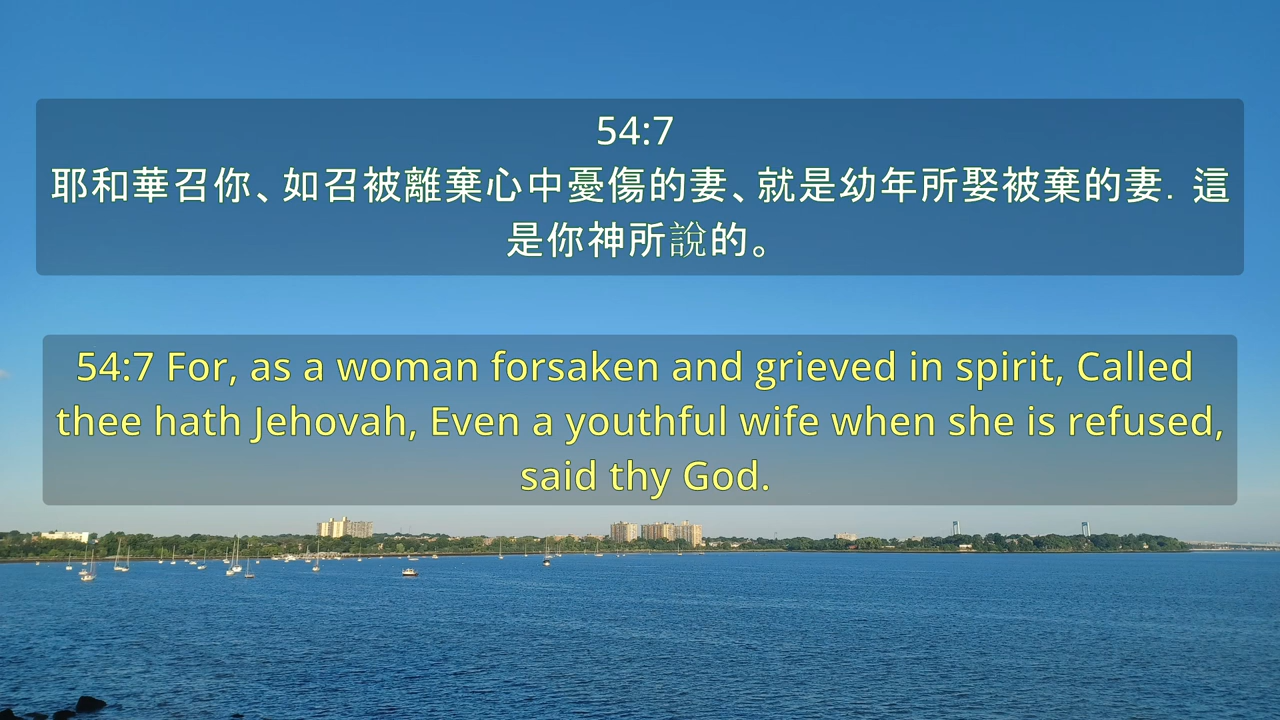 54:7
耶和華召你、如召被離棄心中憂傷的妻、就是幼年所娶被棄的妻．這
是你神所說的。
54:7 For, as a woman forsaken and grieved in spirit, Called
thee hath Jehovah, Even a youthful wife when she is refused,
said thy God.